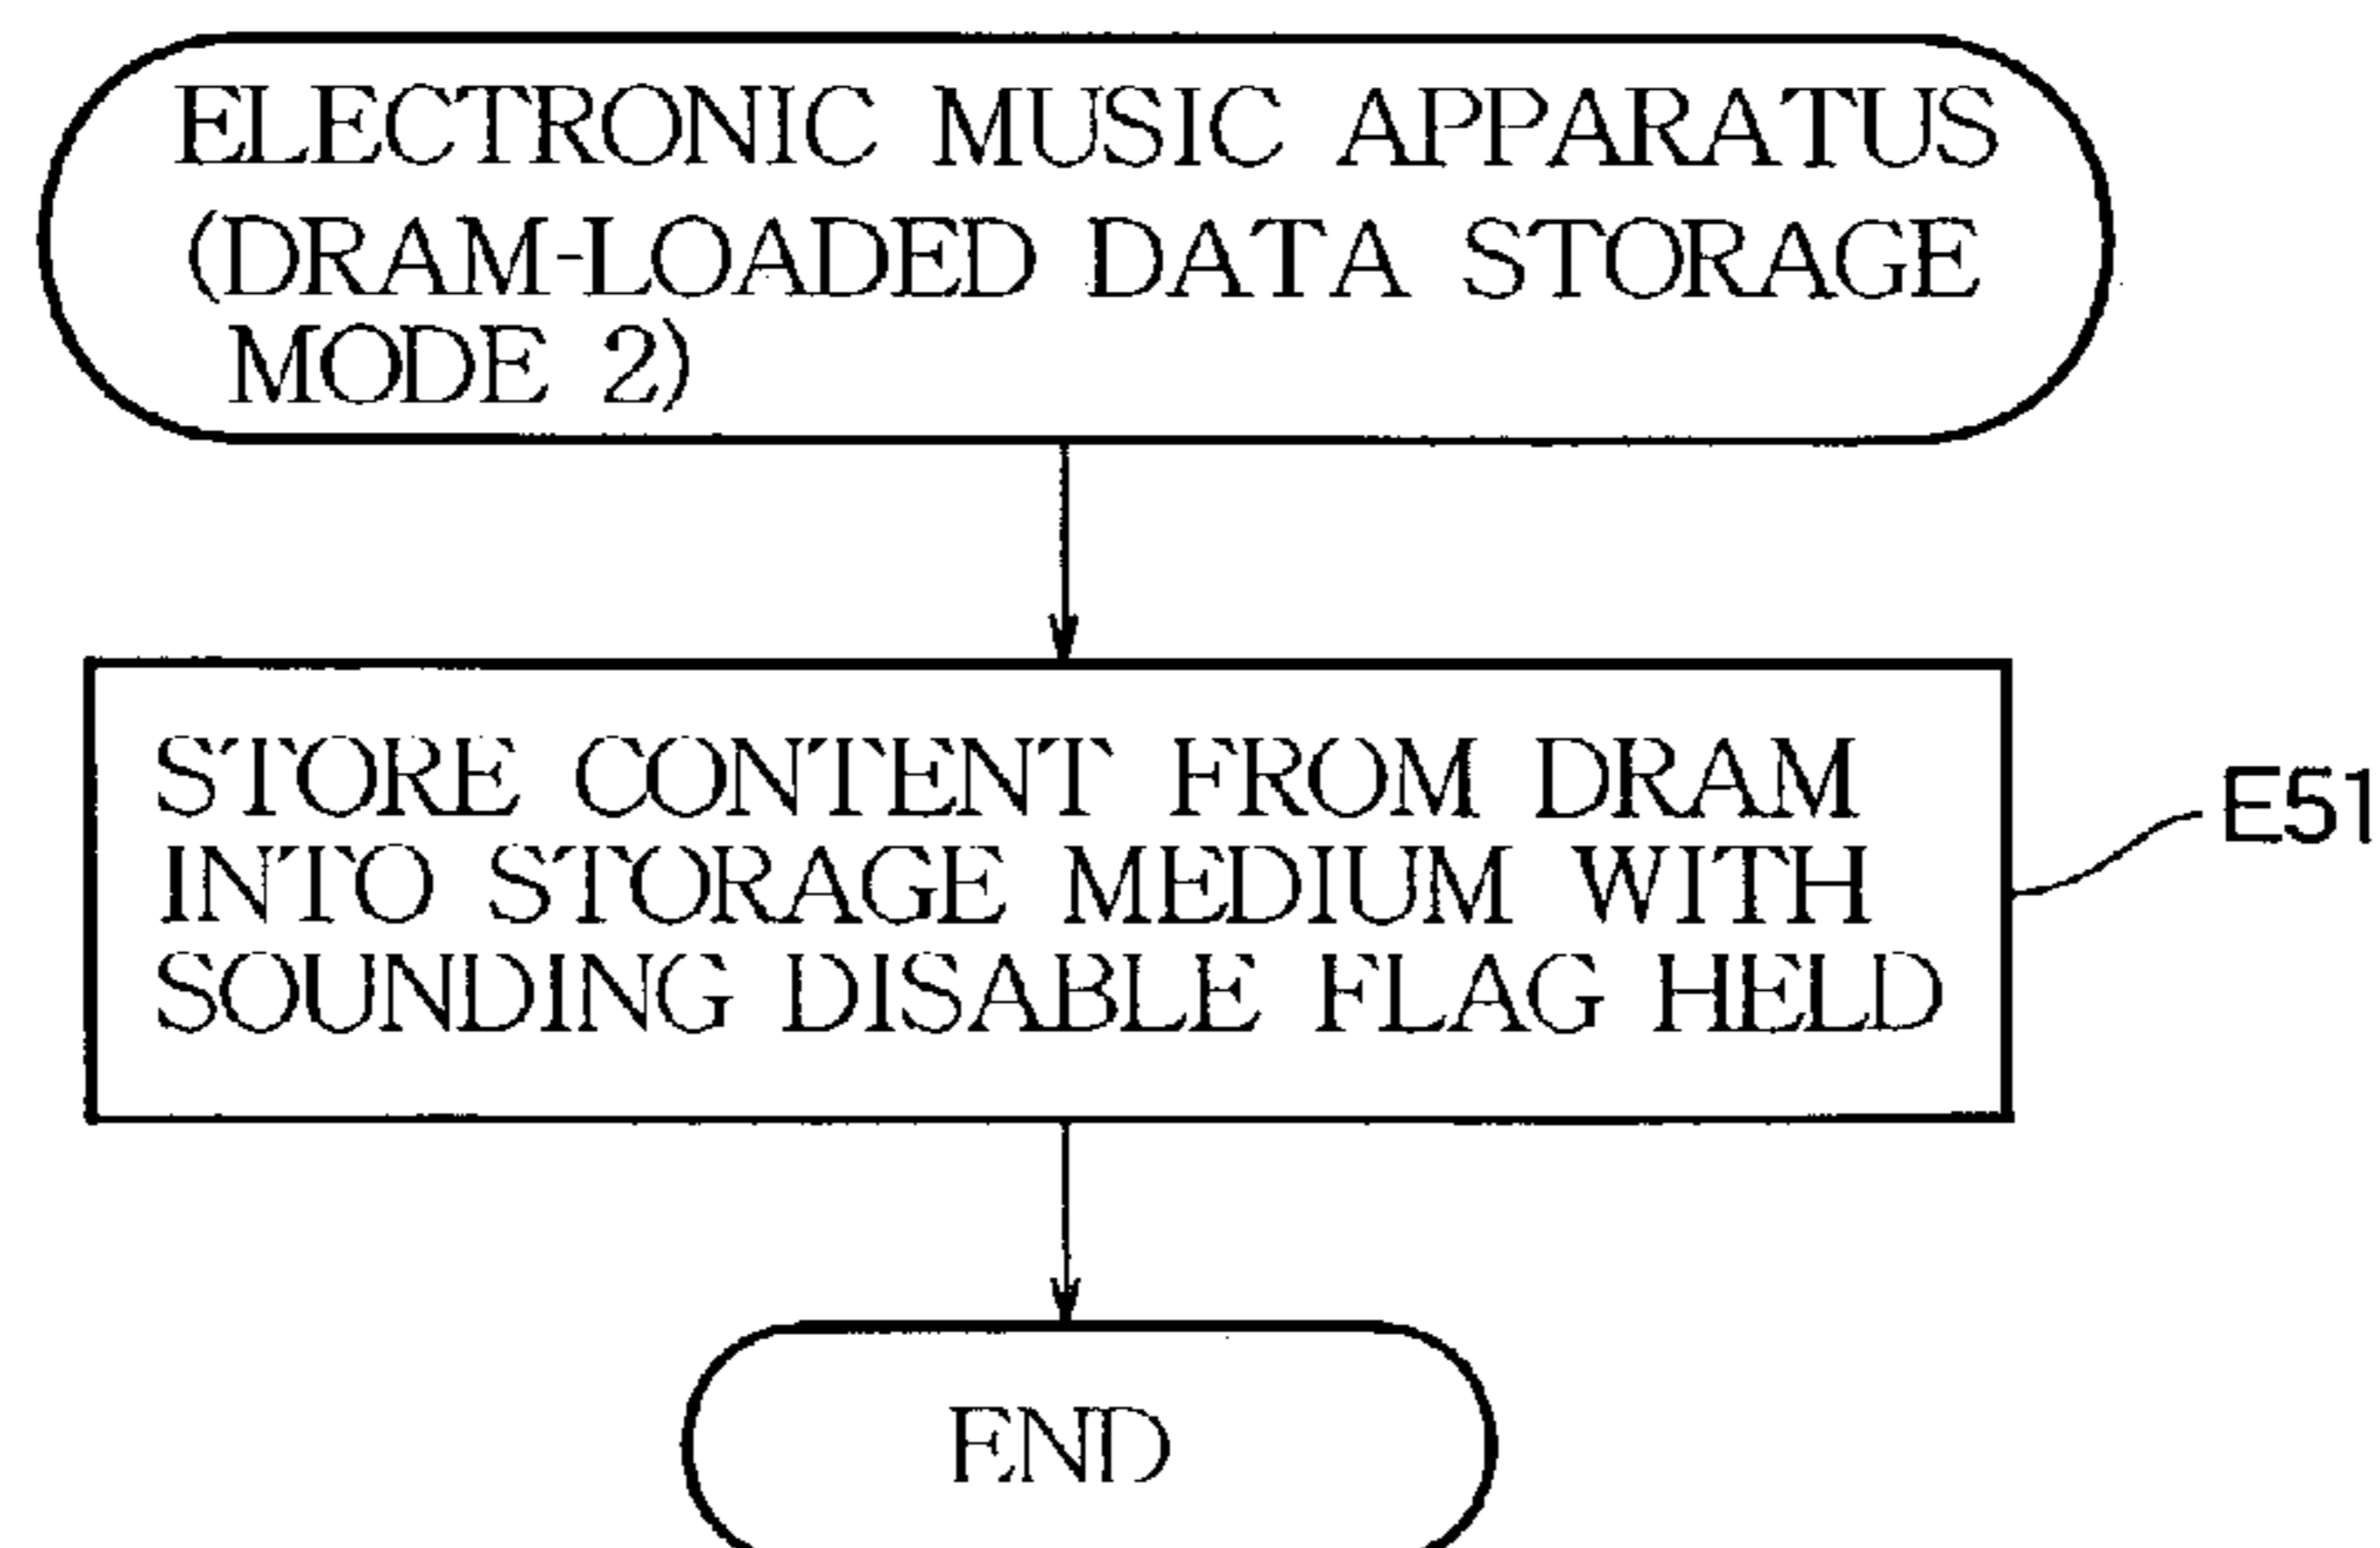 ELECTRONIC MUSIC APPARATUS
(DRAM-LOADED DATA STORAGE
MODE 2)
STORE CONTENT FROM DRAM
INTO STORAGE MEDIUM WITH
SOUNDING DISABLE FLAG HELD
E51
END